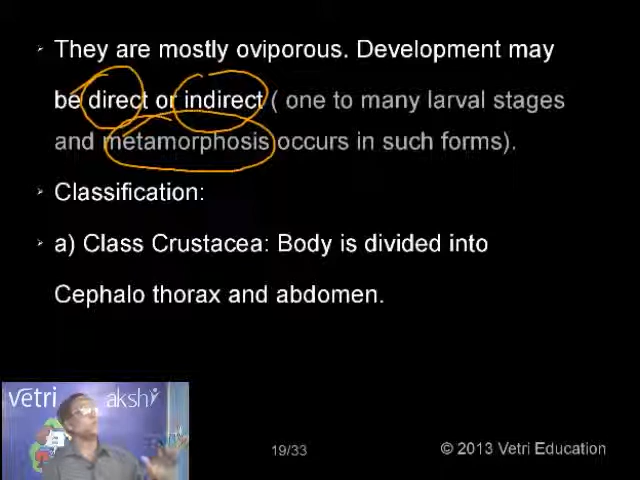 They are mostly oviporous. Development may
be direct or indirect ( one to many larval stages
and metamorphosis occurs in such forms).
Classification:
a) Class Crustacea: Body is divided into
Cephalo thorax and abdomen.
vetri akshi
19/33
© 2013 Vetri Education